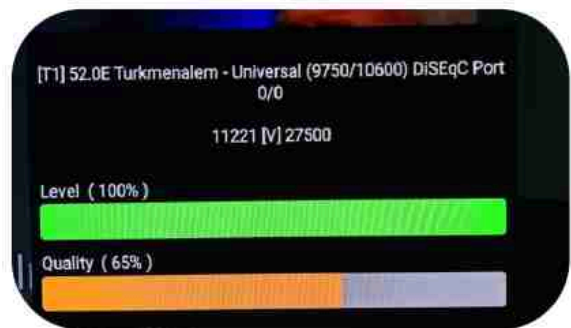 [T1] 52.0E Turkmenalem - Universal (9750/10600) DiSEqC Port
0/0
11221 [V] 27500
Level ( 100% )
Quality ( 65% )